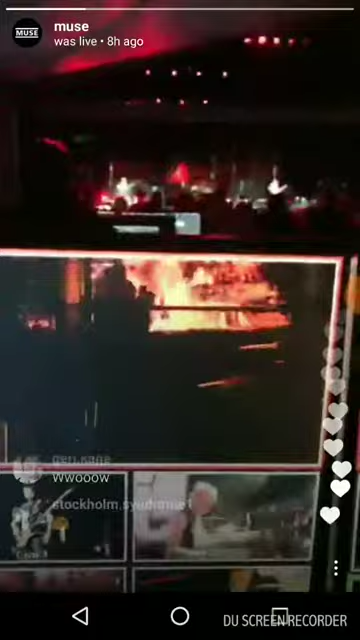 MUSE
muse
was live • 8h ago
Wwooow
DU SCREEN RECORDER